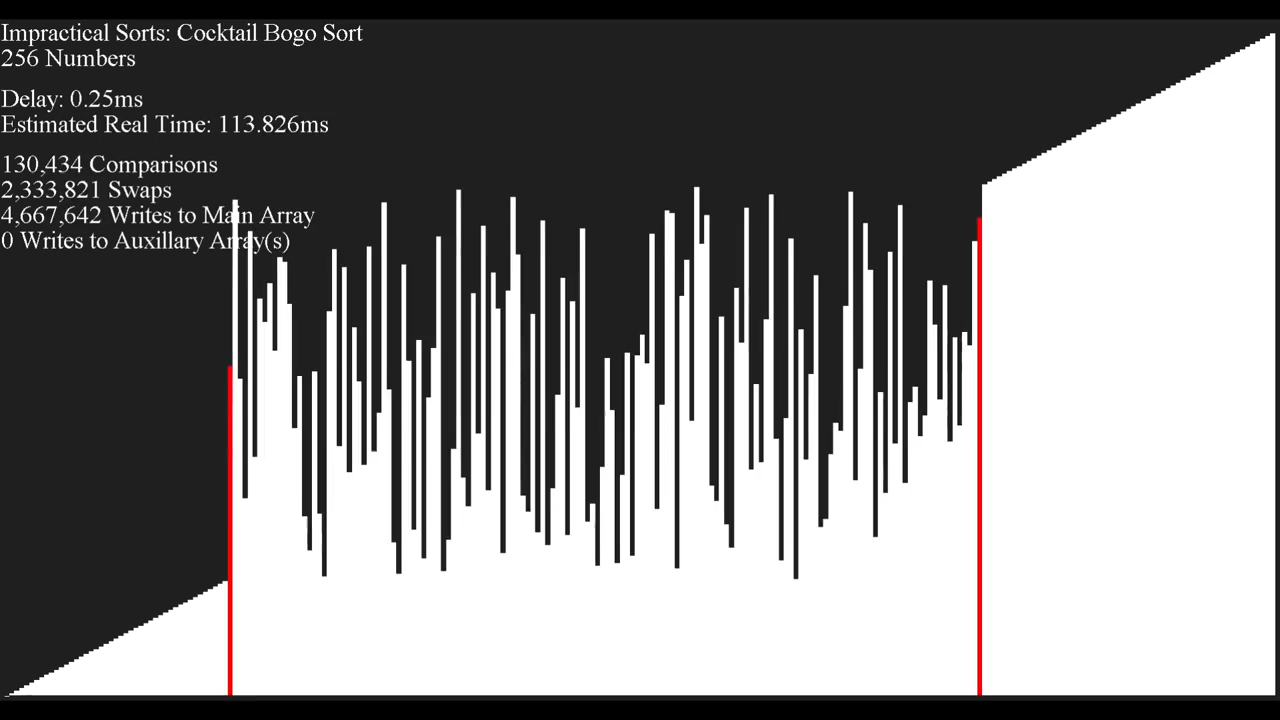 Impractical Sorts: Cocktail Bogo Sort
256 Numbers
Delay: 0.25ms
Estimated Real Time: 113.826ms
130,434 Comparisons
2,333,821 Swaps
4,667,642 Writes to Main Array
0 Writes to Auxillary Array(s)